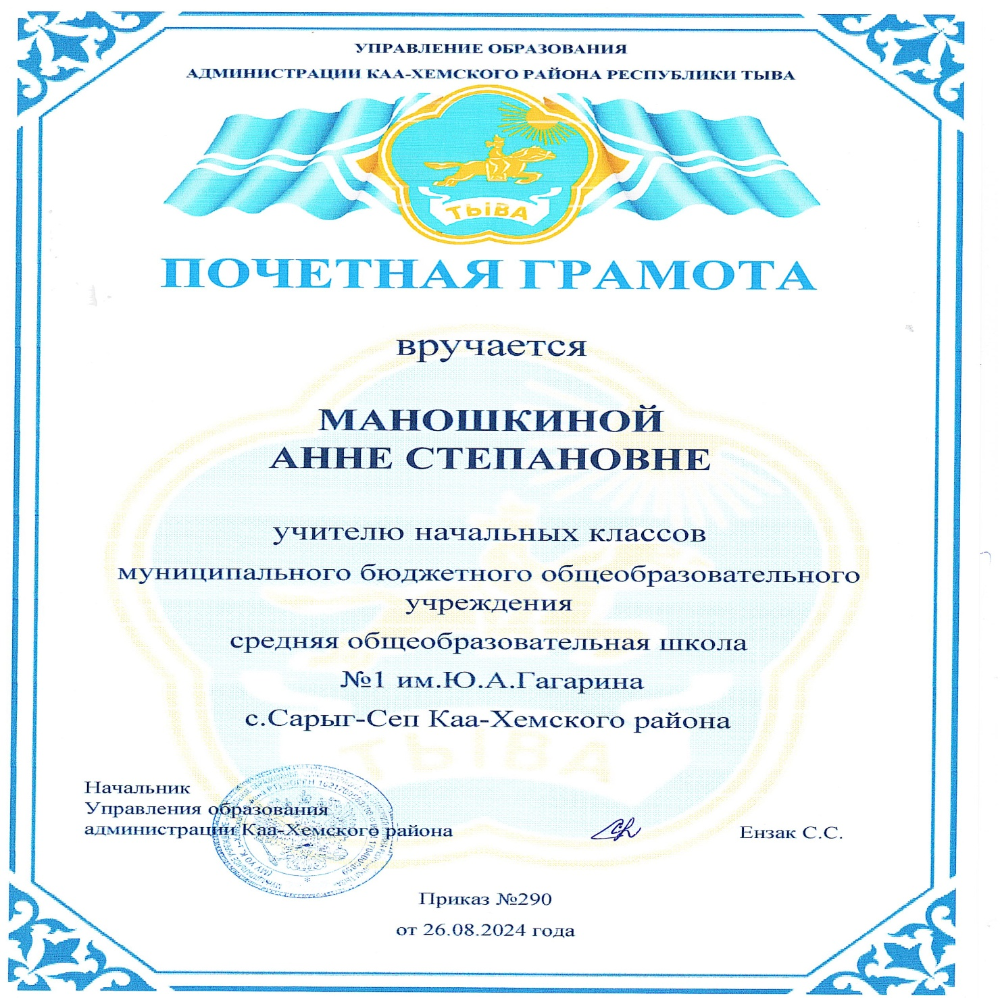 УПРАВЛЕНИЕ ОБРАЗОВАНИЯ
АДМИНИСТРАЦИИ КАА-ХЕМСКОГО РАЙОНА РЕСПУБЛИКИ ТЫВА
ТЫВА
ПОЧЕТНАЯ ГРАМОТА
вручается
МАНОШКИНОЙ
АННЕ СТЕПАНОВНЕ
учителю начальных классов
муниципального бюджетного общеобразовательного
учреждения
средняя общеобразовательная школа
№1 им.Ю.А.Гагарина
с.Сарыг-Сеп Каа-Хемского района
ТЫВА
Начальник
Управления образования
администрации Каа-Хемского района
Ензак С.С.
Приказ №290
от 26.08.2024 года